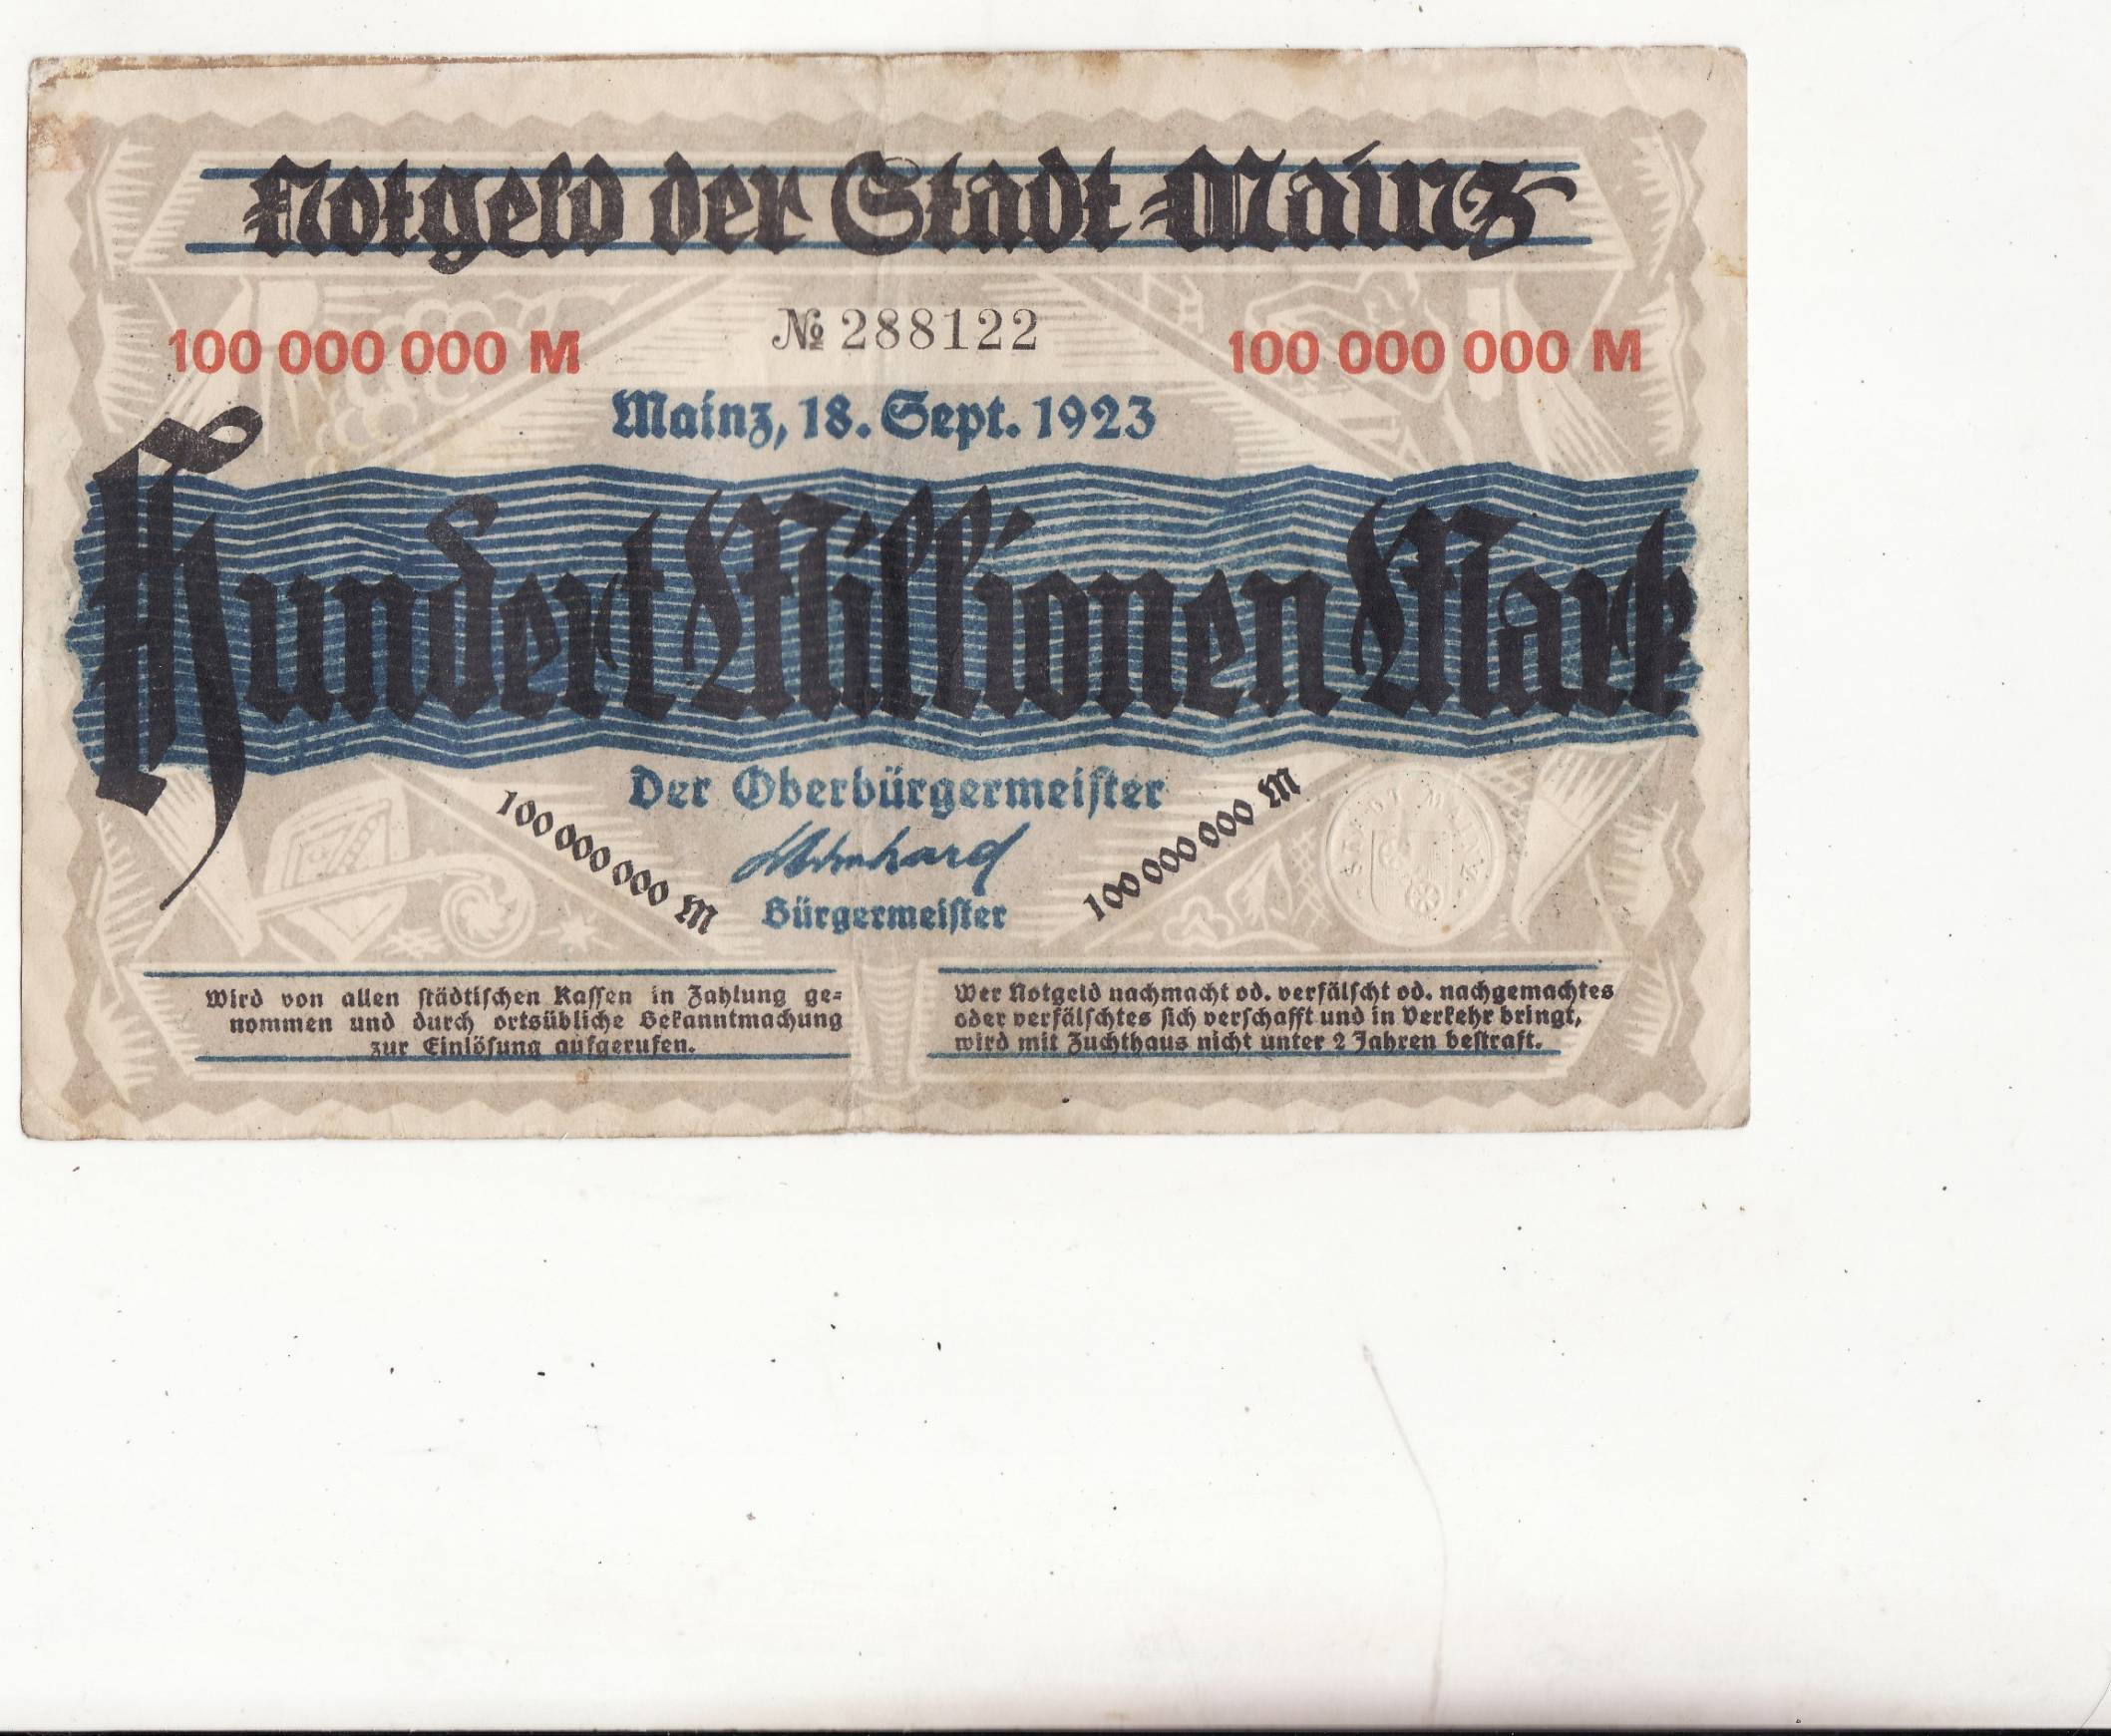 Notgeld der Stadt Mainz
№ 288122
100 000 000 M
100 000 000 M
Mainz, 18. Sept. 1923
Hundert Millionen Mark
Der Oberbürgermeiſter
100 000 000 M
100 000 000 M
Bürgermeiſter
STADT MAINZ
Wird von allen ſtädtiſchen Kaſſen in Zahlung ge=
nommen und durch ortsübliche Bekanntmachung
zur Einlöſung aufgerufen.
Wer Notgeld nachmacht od. verfälſcht od. nachgemachtes
oder verfälſchtes ſich verſchafft und in Verkehr bringt,
wird mit Zuchthaus nicht unter 2 Jahren beſtraft.